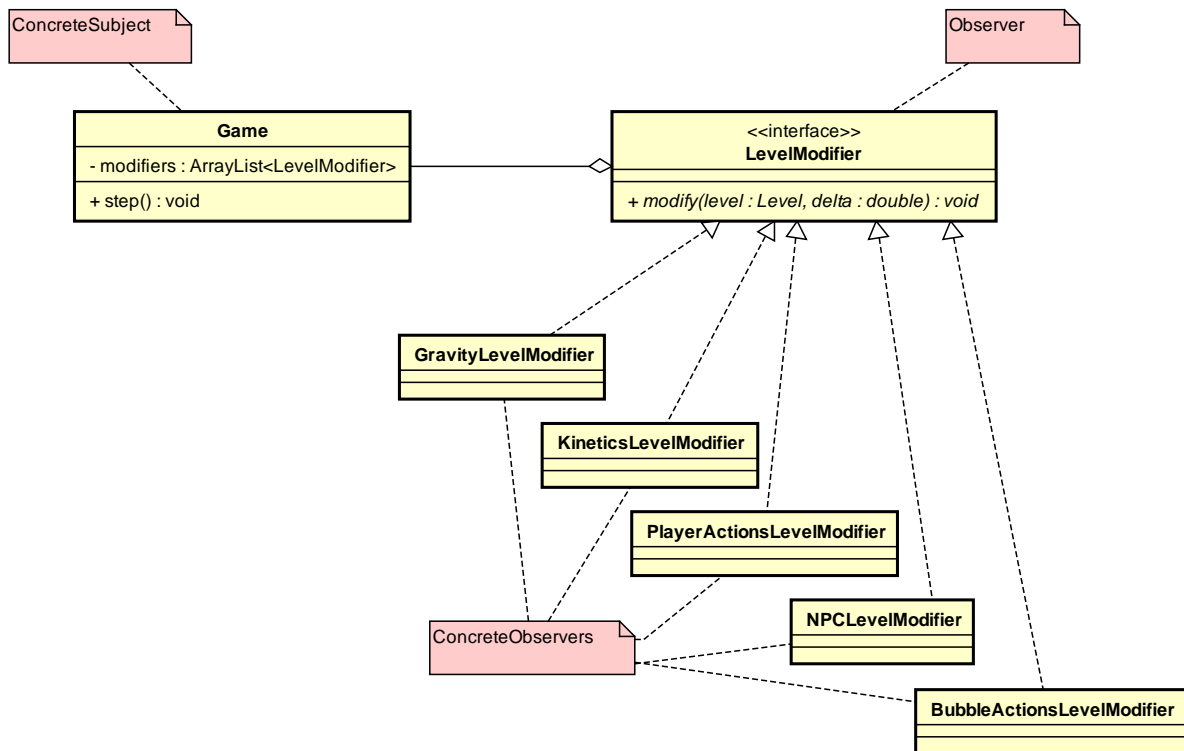 ConcreteSubject
Observer
Game
- modifiers : ArrayList<LevelModifier>
+ step() : void
<<interface>>
LevelModifier
+ modify(level : Level, delta : double) : void
GravityLevelModifier
KineticsLevelModifier
PlayerActionsLevelModifier
NPCLevelModifier
ConcreteObservers
BubbleActionsLevelModifier